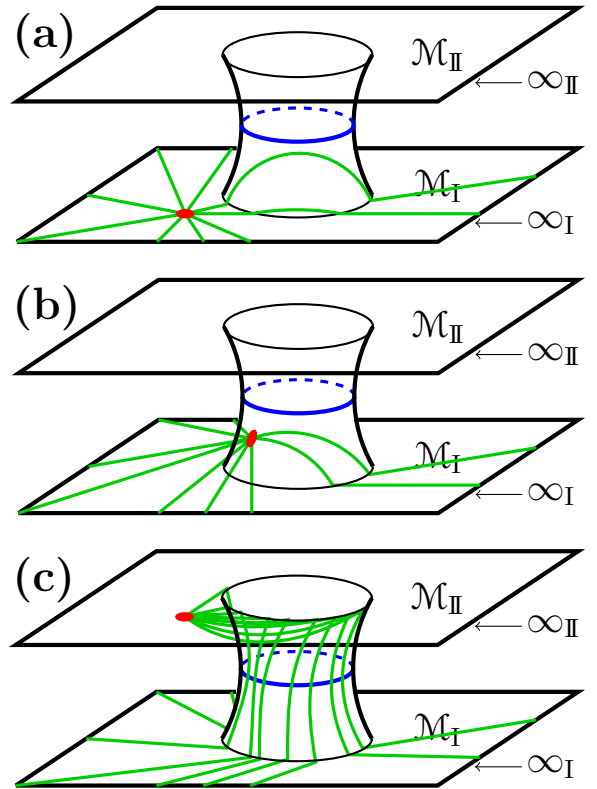 (a)
ℳ_II
← ∞_II
ℳ_I
← ∞_I
(b)
ℳ_II
← ∞_II
ℳ_I
← ∞_I
(c)
ℳ_II
← ∞_II
ℳ_I
← ∞_I